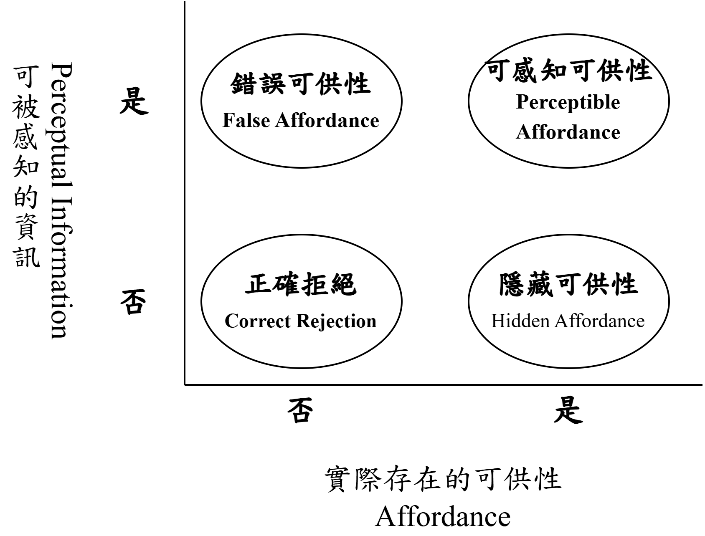 可被感知的資訊
Perceptual Information
是
否
錯誤可供性
False Affordance
可感知可供性
Perceptible
Affordance
正確拒絕
Correct Rejection
隱藏可供性
Hidden Affordance
否
是
實際存在的可供性
Affordance